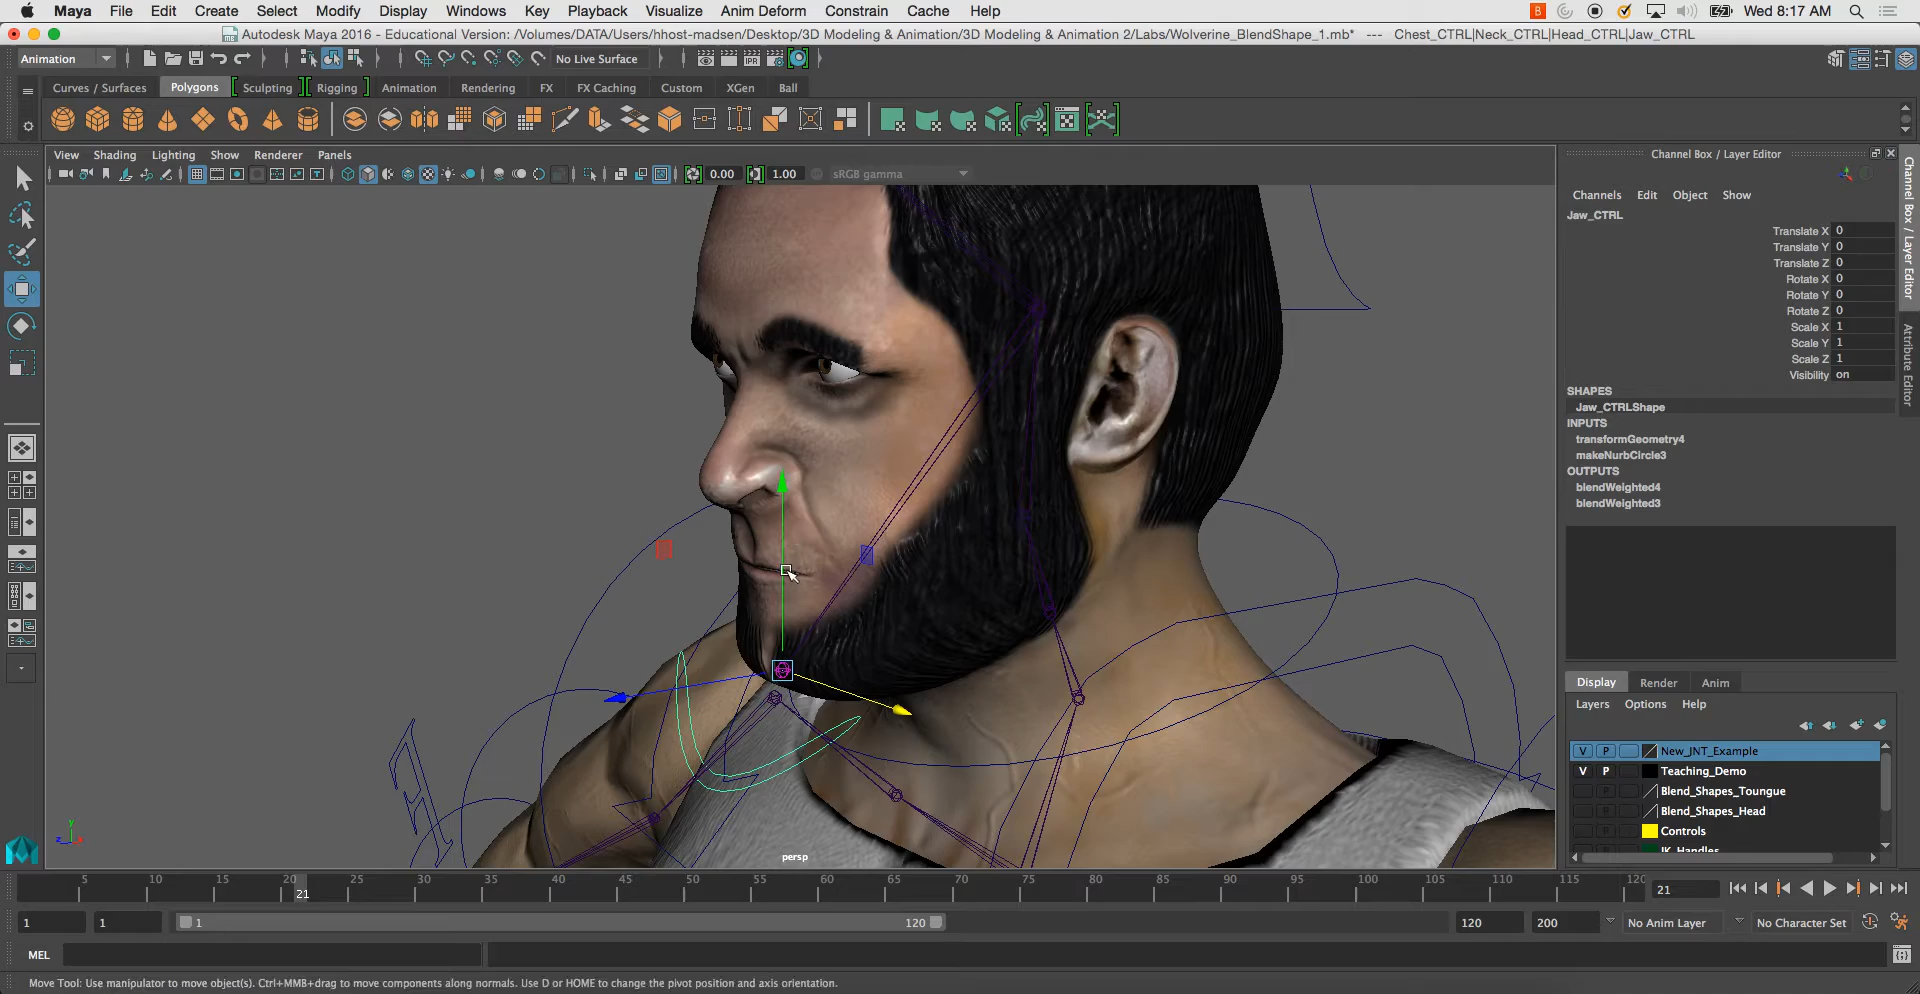 Maya File Edit Create Select Modify Display Windows Key Playback Visualize Anim Deform Constrain Cache Help B Wed 8:17 AM
Autodesk Maya 2016 - Educational Version: /Volumes/DATA/Users/hhost-madsen/Desktop/3D Modeling & Animation/3D Modeling & Animation 2/Labs/Wolverine_BlendShape_1.mb* --- Chest_CTRL|Neck_CTRL|Head_CTRL|Jaw_CTRL
Animation No Live Surface IPR
Curves / Surfaces Polygons Sculpting Rigging Animation Rendering FX FX Caching Custom XGen Ball
View Shading Lighting Show Renderer Panels
0.00 1.00 sRGB gamma
Channel Box / Layer Editor
Channels Edit Object Show
Jaw_CTRL
Translate X 0
Translate Y 0
Translate Z 0
Rotate X 0
Rotate Y 0
Rotate Z 0
Scale X 1
Scale Y 1
Scale Z 1
Visibility on
SHAPES
Jaw_CTRLShape
INPUTS
transformGeometry4
makeNurbCircle3
OUTPUTS
blendWeighted4
blendWeighted3
Channel Box / Layer Editor
Attribute Editor
Display Render Anim
Layers Options Help
V P New_JNT_Example
V P Teaching_Demo
Blend_Shapes_Toungue
R Blend_Shapes_Head
R Controls
IK_Handles
y
z x
persp
5 10 15 20 25 30 35 40 45 50 55 60 65 70 75 80 85 90 95 100 105 110 115 120
21
21
1 1 1 120 120 200 No Anim Layer No Character Set
MEL
Move Tool: Use manipulator to move object(s). Ctrl+MMB+drag to move components along normals. Use D or HOME to change the pivot position and axis orientation.